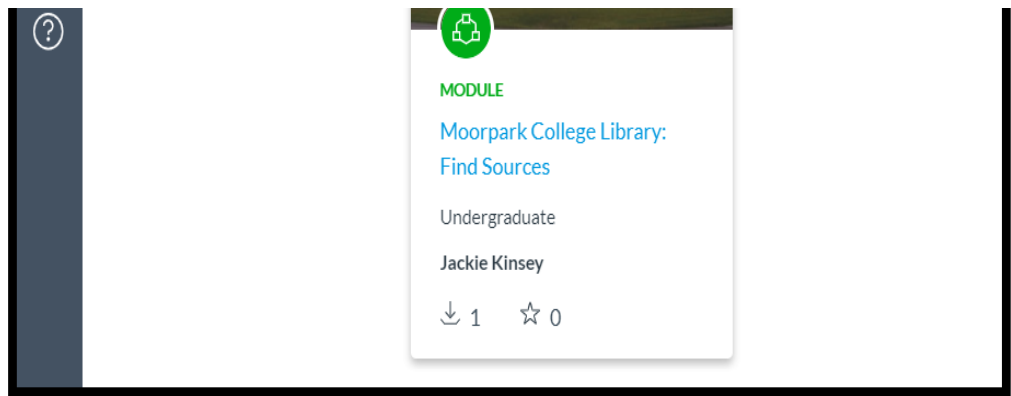 MODULE
Moorpark College Library:
Find Sources
Undergraduate
Jackie Kinsey
1 0